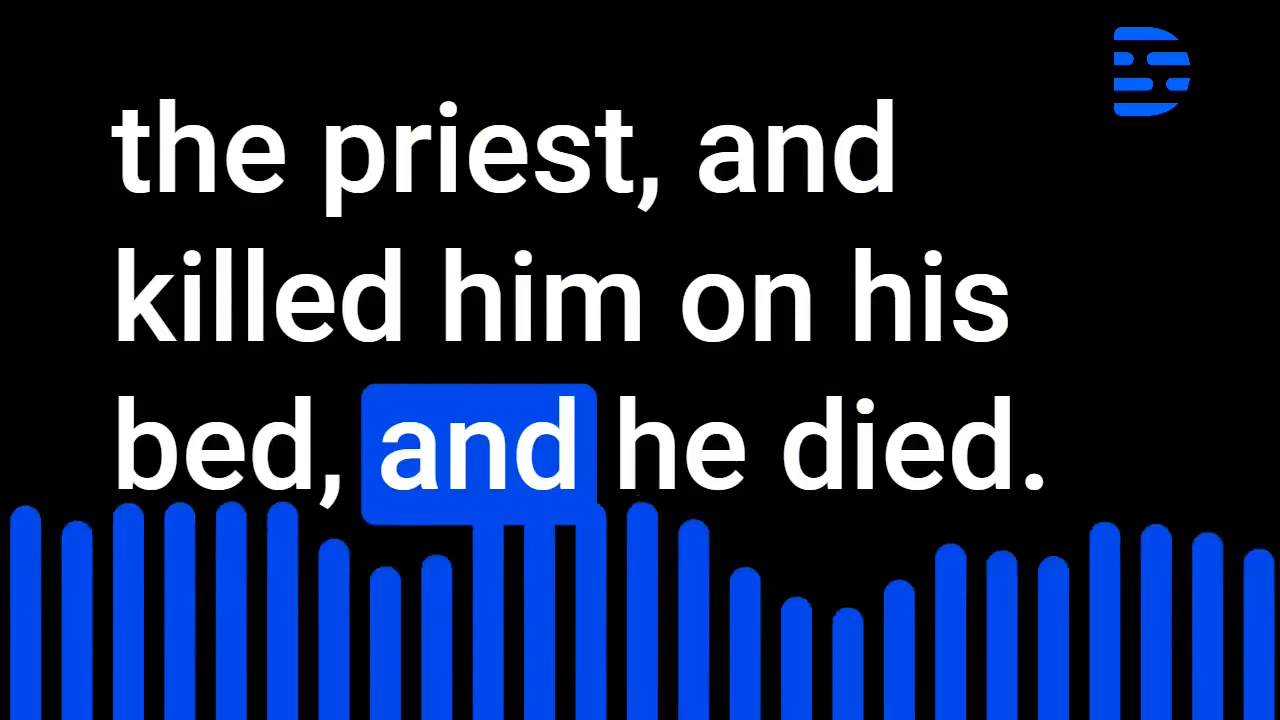 the priest, and
killed him on his
bed, and he died.